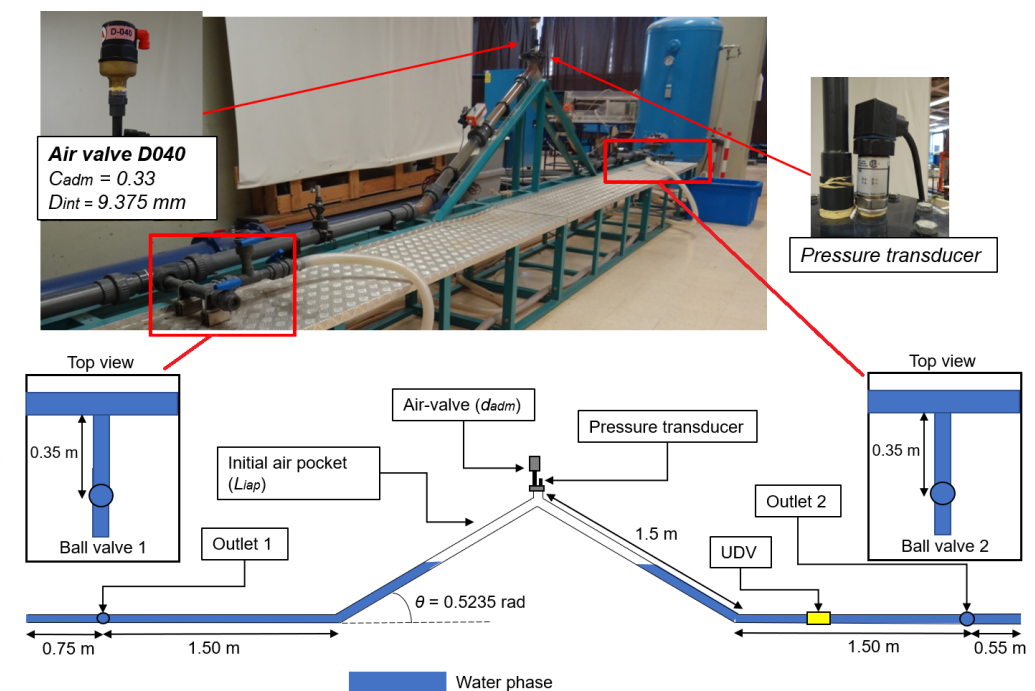 D-040
Air valve D040
Cadm = 0.33
Dint = 9.375 mm
Pressure transducer
Top view
0.35 m
Ball valve 1
Top view
0.35 m
Ball valve 2
Air-valve (dadm)
Pressure transducer
Initial air pocket
(Liap)
Outlet 1
Outlet 2
1.5 m
UDV
θ = 0.5235 rad
0.75 m
1.50 m
1.50 m
0.55 m
Water phase